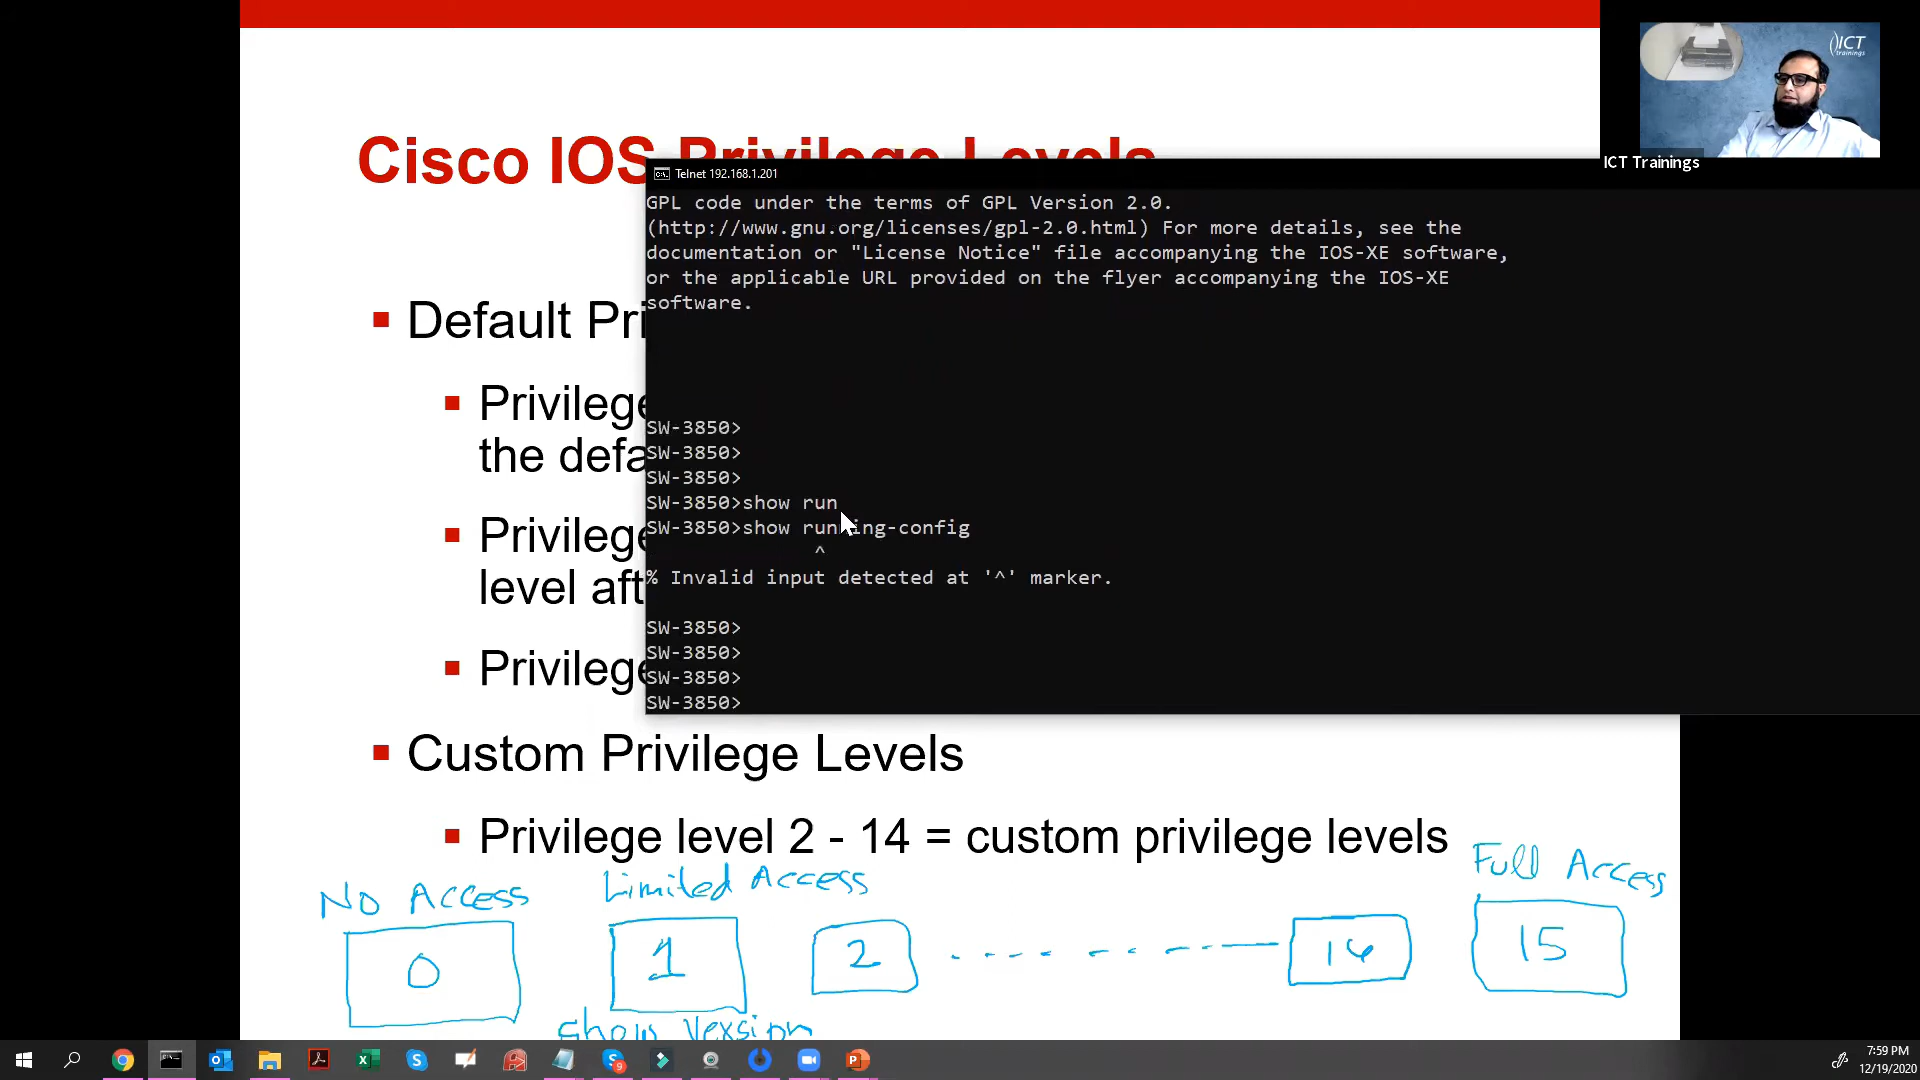 Cisco IOS Privilege Levels
(ICT
trainings
ICT Trainings
Telnet 192.168.1.201
GPL code under the terms of GPL Version 2.0.
(http://www.gnu.org/licenses/gpl-2.0.html) For more details, see the
documentation or "License Notice" file accompanying the IOS-XE software,
or the applicable URL provided on the flyer accompanying the IOS-XE
software.
SW-3850>
SW-3850>
SW-3850>
SW-3850>show run
SW-3850>show running-config
^
% Invalid input detected at '^' marker.
SW-3850>
SW-3850>
SW-3850>
SW-3850>
Default Pri
Privilege
the defa
Privilege
level aft
Privilege
Custom Privilege Levels
Privilege level 2 - 14 = custom privilege levels
No Access
Limited Access
Full Access
0
1
2
14
15
Show Version
7:59 PM
12/19/2020